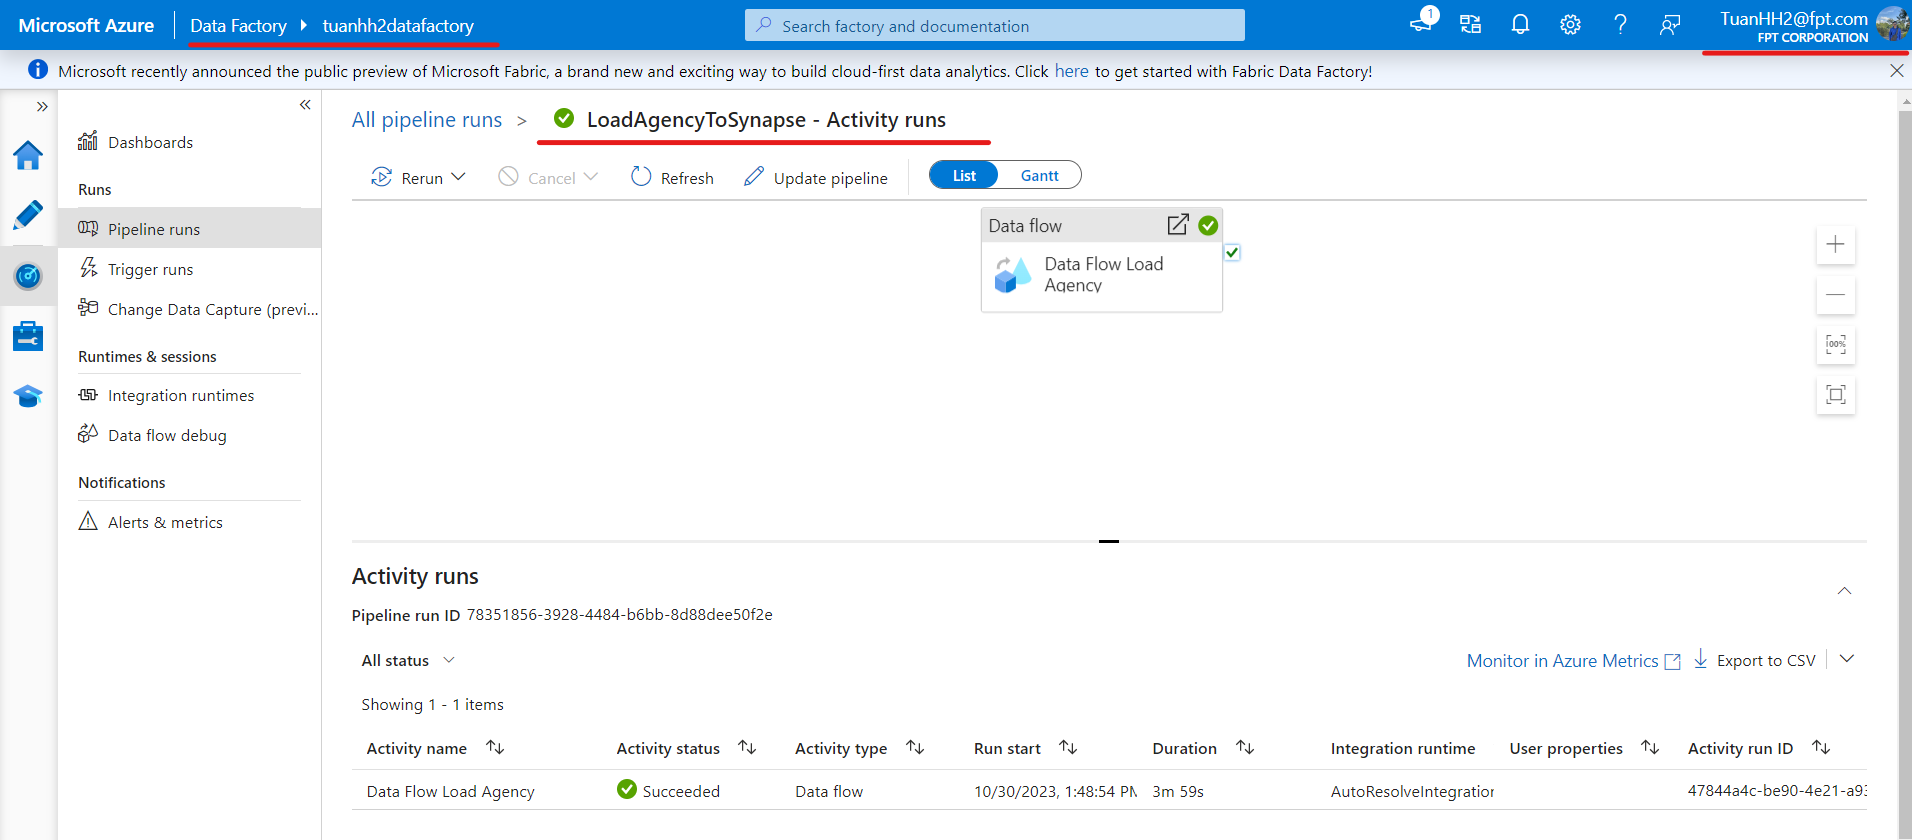 Microsoft Azure
Data Factory
tuanhh2datafactory
Search factory and documentation
1
TuanHH2@fpt.com
FPT CORPORATION
Microsoft recently announced the public preview of Microsoft Fabric, a brand new and exciting way to build cloud-first data analytics. Click here to get started with Fabric Data Factory!
Dashboards
Runs
Pipeline runs
Trigger runs
Change Data Capture (previ...
Runtimes & sessions
Integration runtimes
Data flow debug
Notifications
Alerts & metrics
All pipeline runs > LoadAgencyToSynapse - Activity runs
Rerun
Cancel
Refresh
Update pipeline
List
Gantt
Data flow
Data Flow Load
Agency
100%
Activity runs
Pipeline run ID 78351856-3928-4484-b6bb-8d88dee50f2e
All status
Monitor in Azure Metrics
Export to CSV
Showing 1 - 1 items
Activity name Activity status Activity type Run start Duration Integration runtime User properties Activity run ID
Data Flow Load Agency Succeeded Data flow 10/30/2023, 1:48:54 PM 3m 59s AutoResolveIntegration 47844a4c-be90-4e21-a93